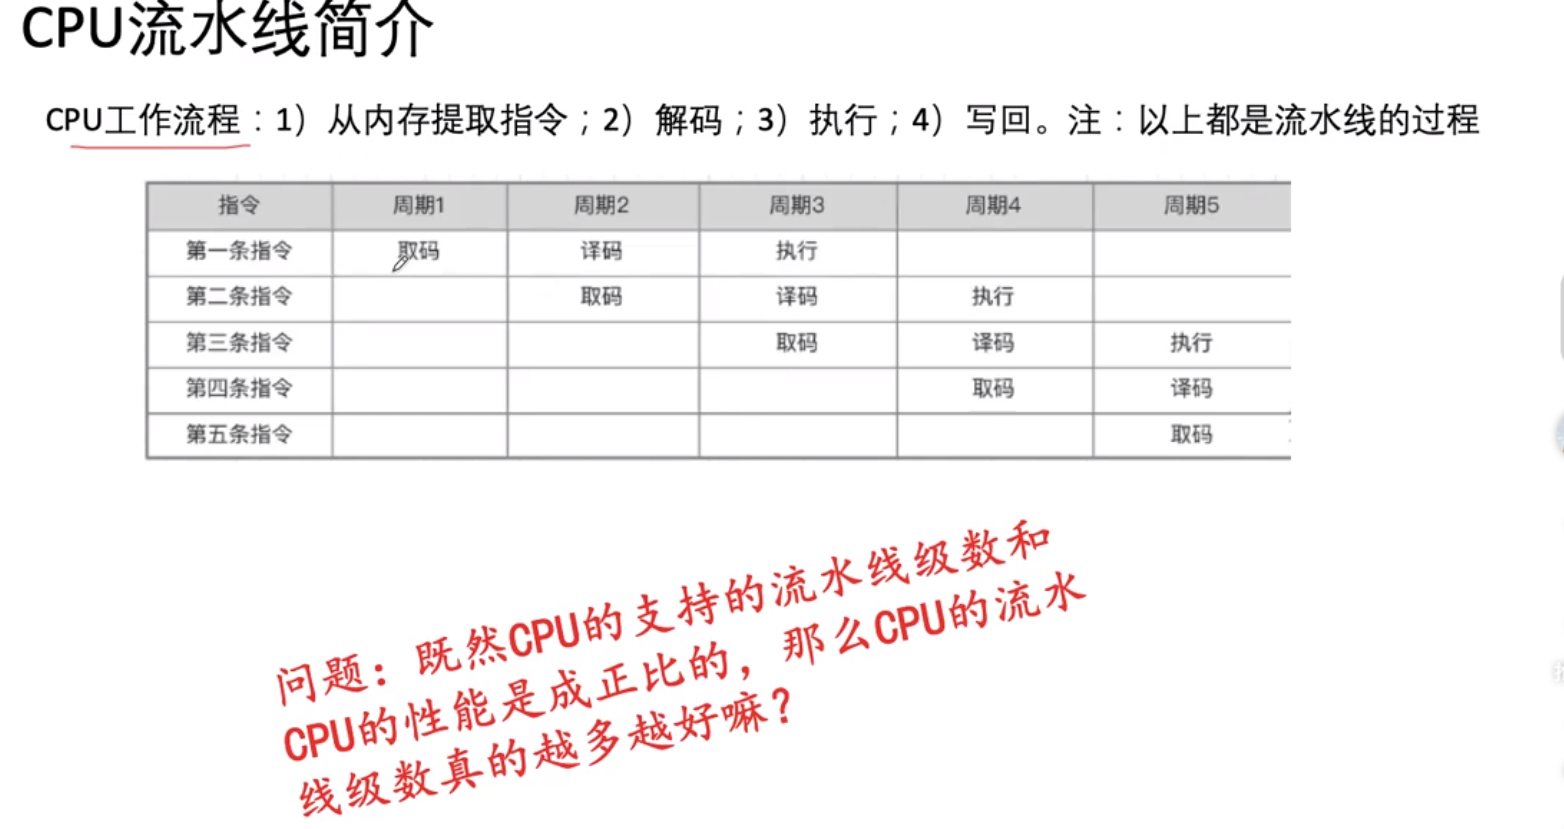 CPU流水线简介
CPU工作流程：1）从内存提取指令；2）解码；3）执行；4）写回。注：以上都是流水线的过程
指令 周期1 周期2 周期3 周期4 周期5
第一条指令 取码 译码 执行
第二条指令 取码 译码 执行
第三条指令 取码 译码 执行
第四条指令 取码 译码
第五条指令 取码
问题：既然CPU的支持的流水线级数和
CPU的性能是成正比的，那么CPU的流水
线级数真的越多越好嘛？